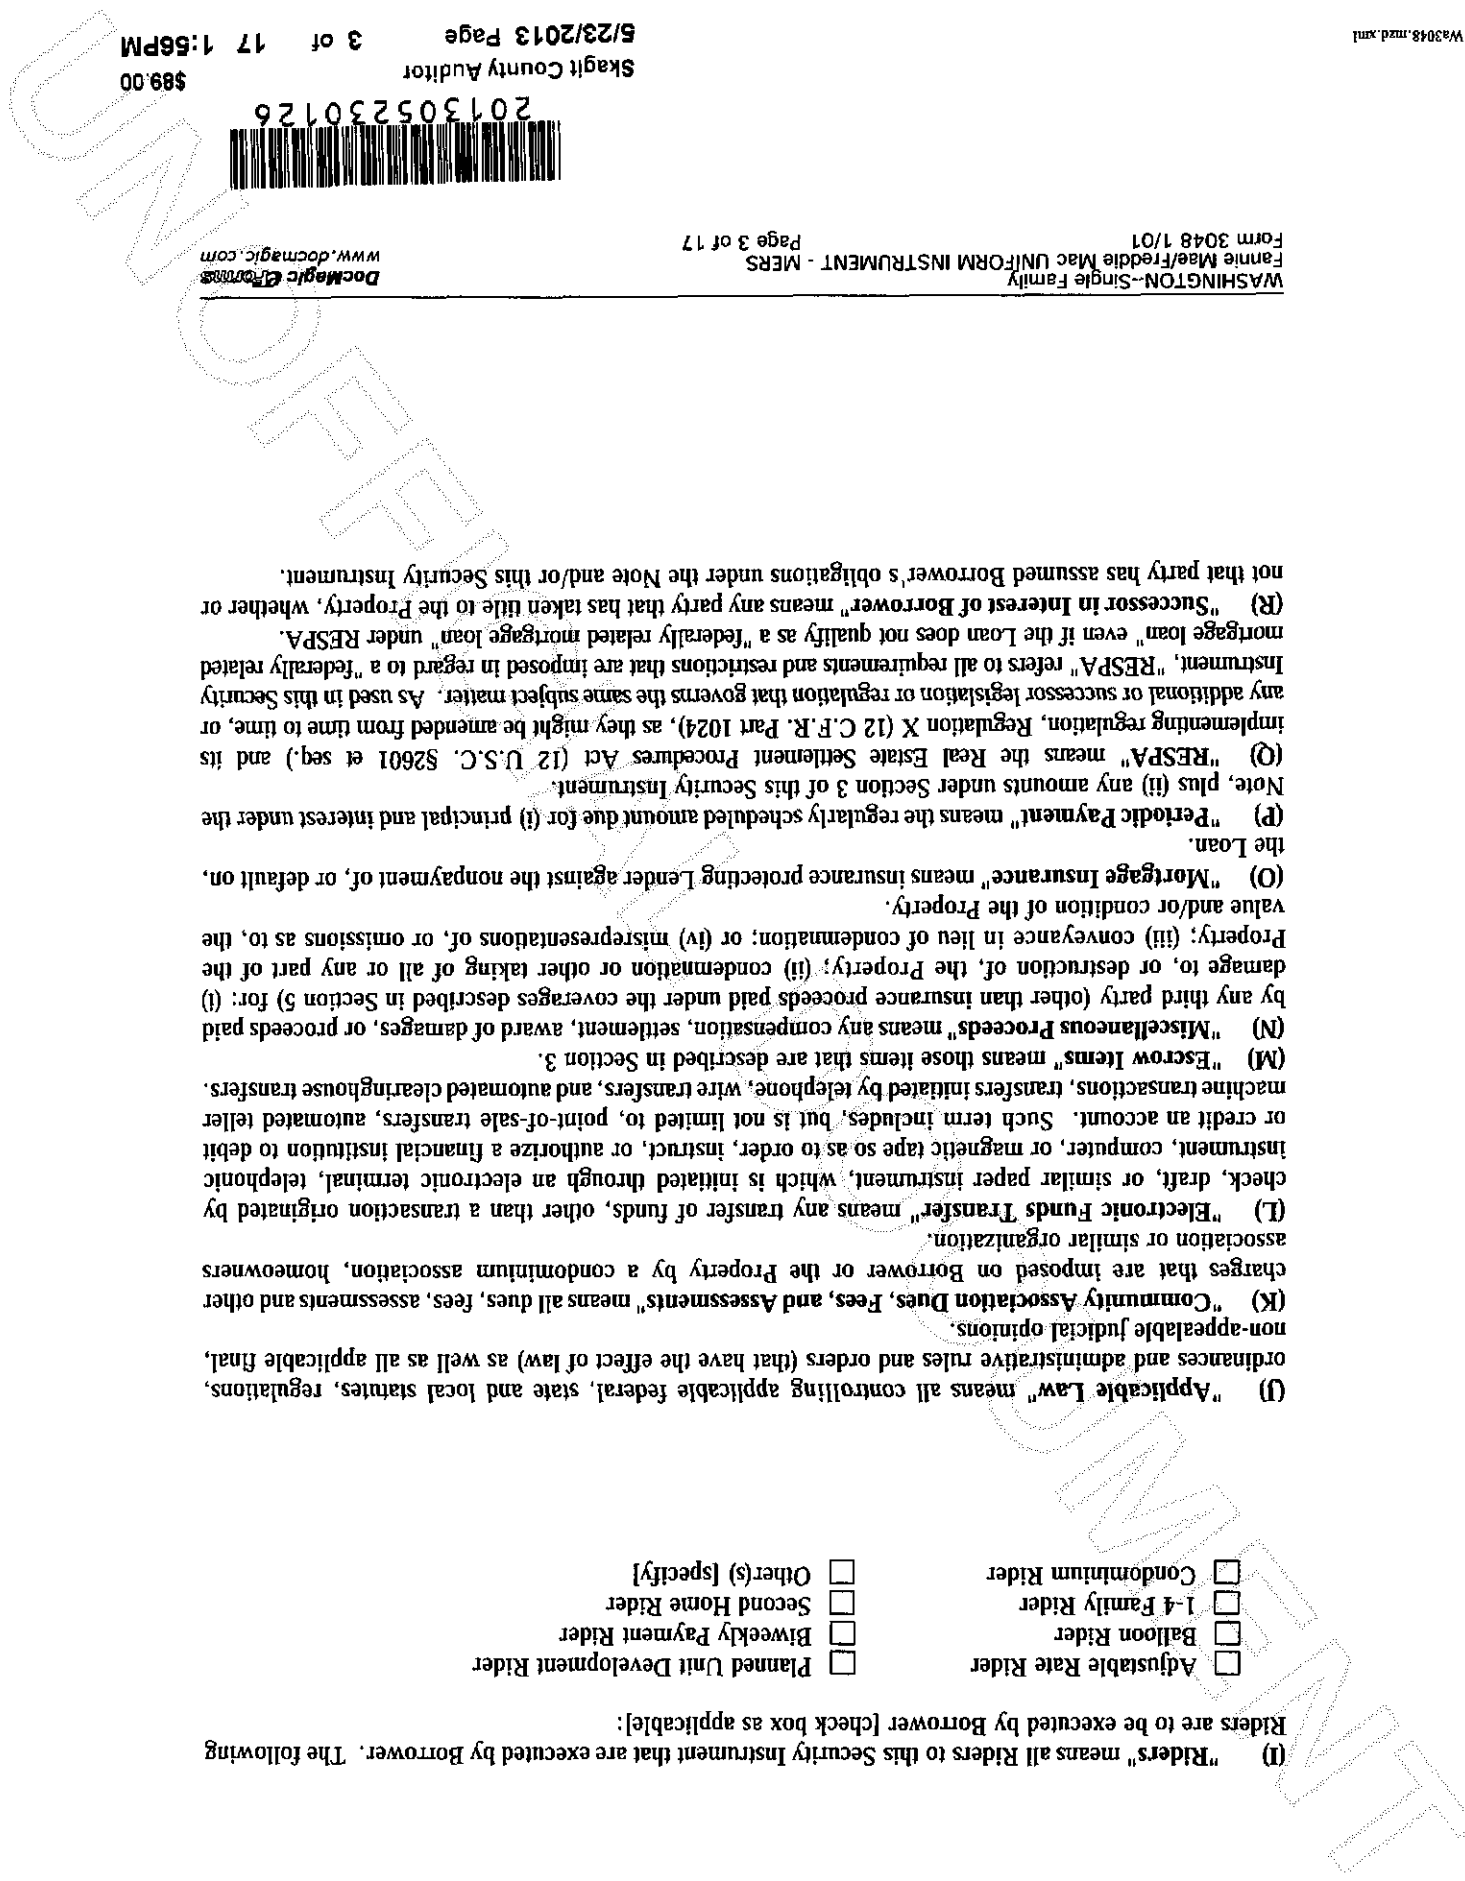 (I) "Riders" means all Riders to this Security Instrument that are executed by Borrower. The following
Riders are to be executed by Borrower [check box as applicable]:
☐ Adjustable Rate Rider ☐ Planned Unit Development Rider
☐ Balloon Rider ☐ Biweekly Payment Rider
☐ 1-4 Family Rider ☐ Second Home Rider
☐ Condominium Rider ☐ Other(s) [specify]
(J) "Applicable Law" means all controlling applicable federal, state and local statutes, regulations,
ordinances and administrative rules and orders (that have the effect of law) as well as all applicable final,
non-appealable judicial opinions.
(K) "Community Association Dues, Fees, and Assessments" means all dues, fees, assessments and other
charges that are imposed on Borrower or the Property by a condominium association, homeowners
association or similar organization.
(L) "Electronic Funds Transfer" means any transfer of funds, other than a transaction originated by
check, draft, or similar paper instrument, which is initiated through an electronic terminal, telephonic
instrument, computer, or magnetic tape so as to order, instruct, or authorize a financial institution to debit
or credit an account. Such term includes, but is not limited to, point-of-sale transfers, automated teller
machine transactions, transfers initiated by telephone, wire transfers, and automated clearinghouse transfers.
(M) "Escrow Items" means those items that are described in Section 3.
(N) "Miscellaneous Proceeds" means any compensation, settlement, award of damages, or proceeds paid
by any third party (other than insurance proceeds paid under the coverages described in Section 5) for: (i)
damage to, or destruction of, the Property; (ii) condemnation or other taking of all or any part of the
Property; (iii) conveyance in lieu of condemnation; or (iv) misrepresentations of, or omissions as to, the
value and/or condition of the Property.
(O) "Mortgage Insurance" means insurance protecting Lender against the nonpayment of, or default on,
the Loan.
(P) "Periodic Payment" means the regularly scheduled amount due for (i) principal and interest under the
Note, plus (ii) any amounts under Section 3 of this Security Instrument.
(Q) "RESPA" means the Real Estate Settlement Procedures Act (12 U.S.C. §2601 et seq.) and its
implementing regulation, Regulation X (12 C.F.R. Part 1024), as they might be amended from time to time, or
any additional or successor legislation or regulation that governs the same subject matter. As used in this Security
Instrument, "RESPA" refers to all requirements and restrictions that are imposed in regard to a "federally related
mortgage loan" even if the Loan does not qualify as a "federally related mortgage loan" under RESPA.
(R) "Successor in Interest of Borrower" means any party that has taken title to the Property, whether or
not that party has assumed Borrower's obligations under the Note and/or this Security Instrument.
WASHINGTON--Single Family
Fannie Mae/Freddie Mac UNIFORM INSTRUMENT - MERS
Form 3048 1/01 Page 3 of 17
DocMagic eForms
www.docmagic.com
201305230126
Skagit County Auditor $89.00
5/23/2013 Page 3 of 17 1:56PM
Wa3048.mzd.xml
UNOFFICIAL DOCUMENT